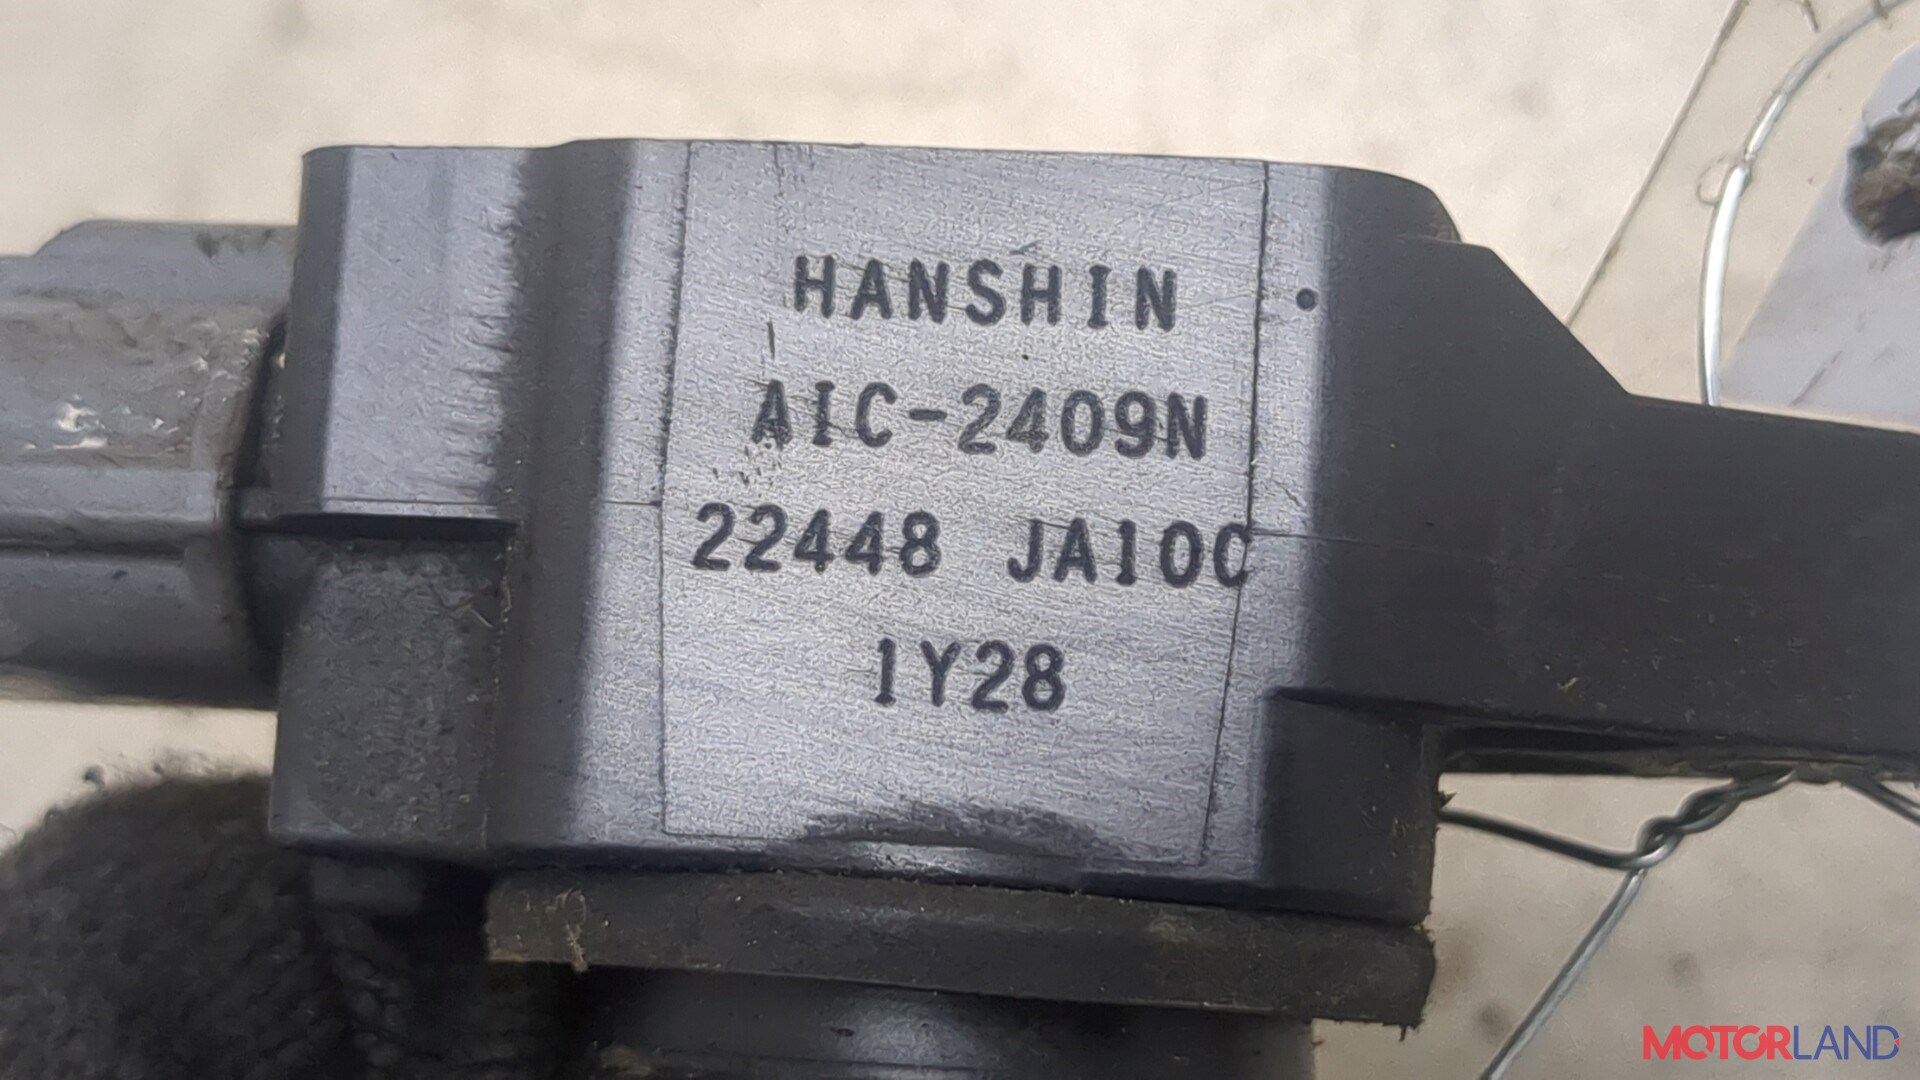 HANSHIN
AIC-2409N
22448 JA10C
1Y28
MOTORLAND